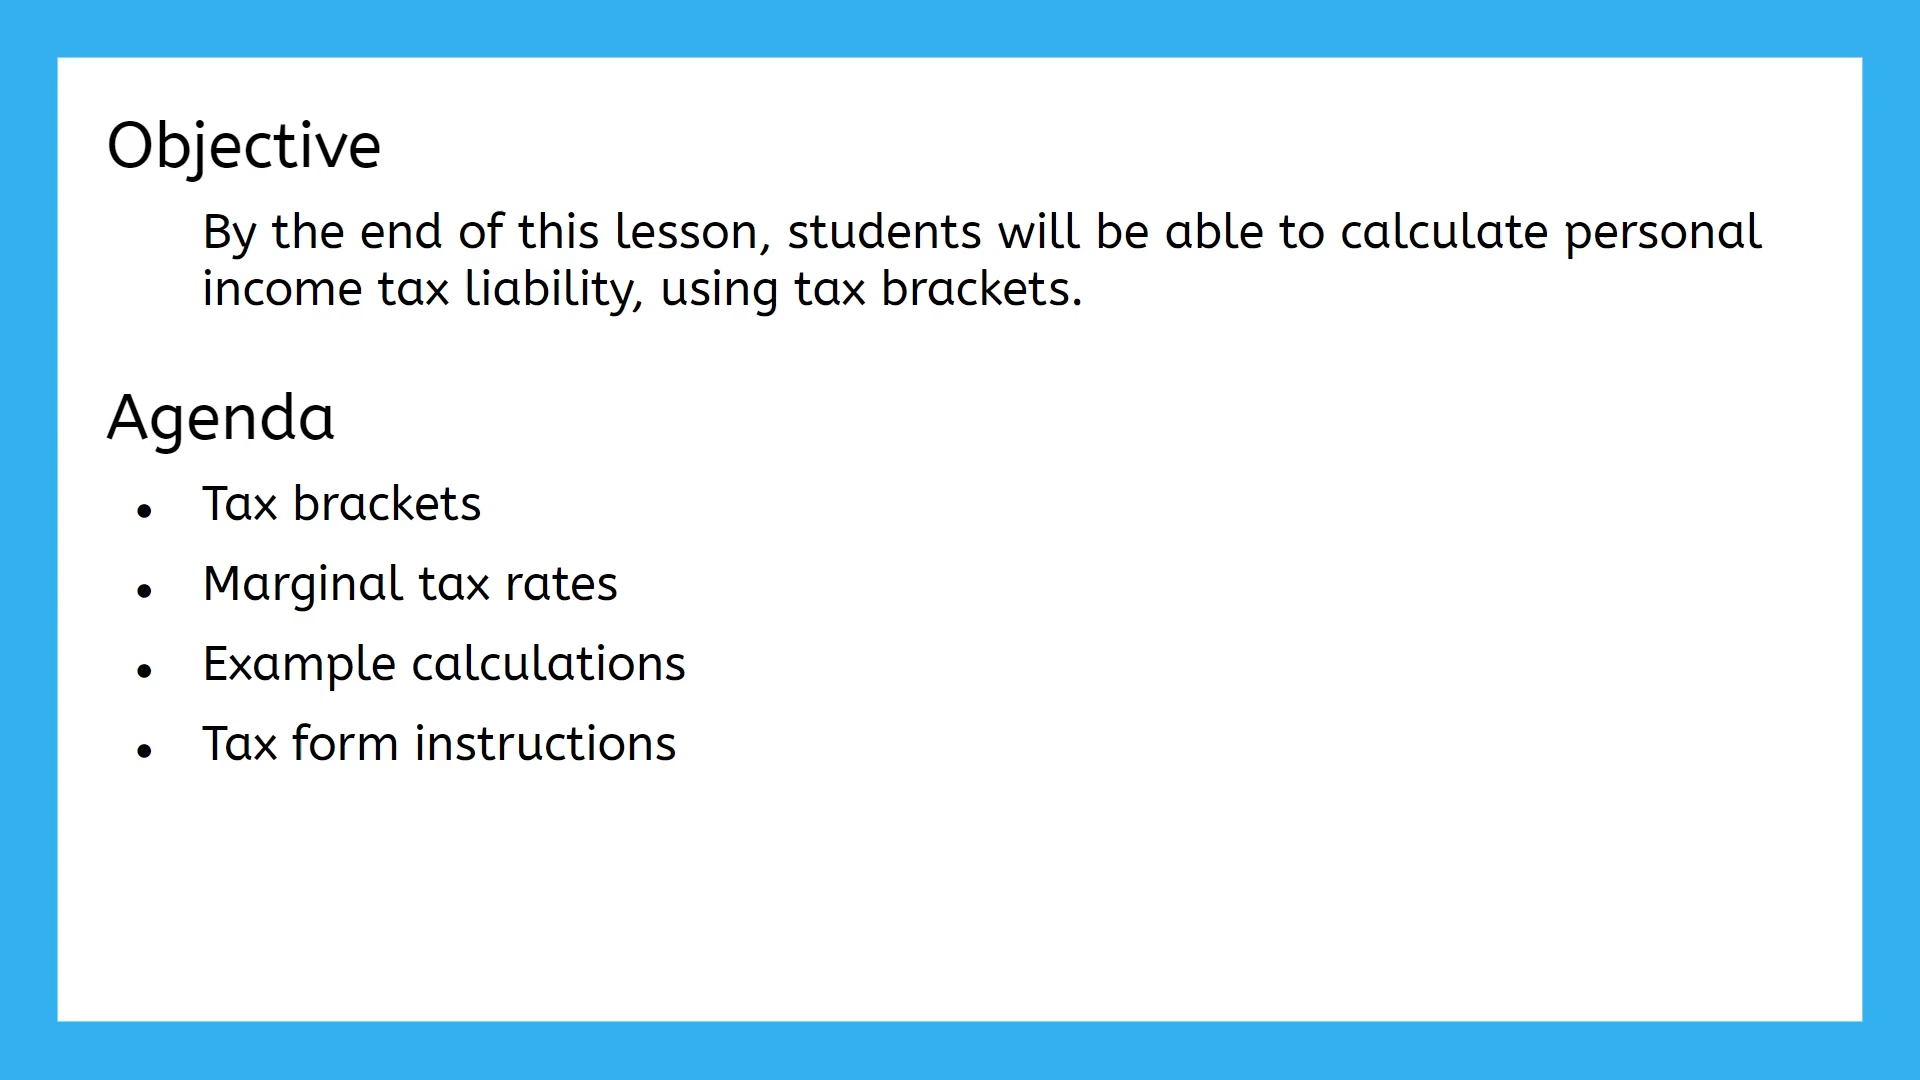 Objective
By the end of this lesson, students will be able to calculate personal
income tax liability, using tax brackets.
Agenda
• Tax brackets
• Marginal tax rates
• Example calculations
• Tax form instructions